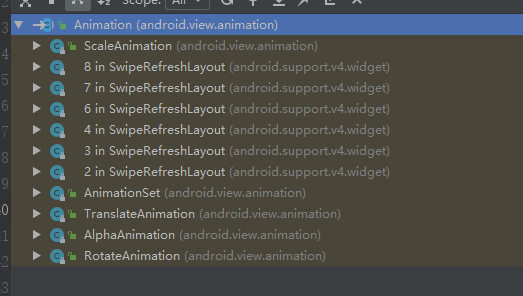 Scope: All
Animation (android.view.animation)
ScaleAnimation (android.view.animation)
8 in SwipeRefreshLayout (android.support.v4.widget)
7 in SwipeRefreshLayout (android.support.v4.widget)
6 in SwipeRefreshLayout (android.support.v4.widget)
4 in SwipeRefreshLayout (android.support.v4.widget)
3 in SwipeRefreshLayout (android.support.v4.widget)
2 in SwipeRefreshLayout (android.support.v4.widget)
AnimationSet (android.view.animation)
TranslateAnimation (android.view.animation)
AlphaAnimation (android.view.animation)
RotateAnimation (android.view.animation)